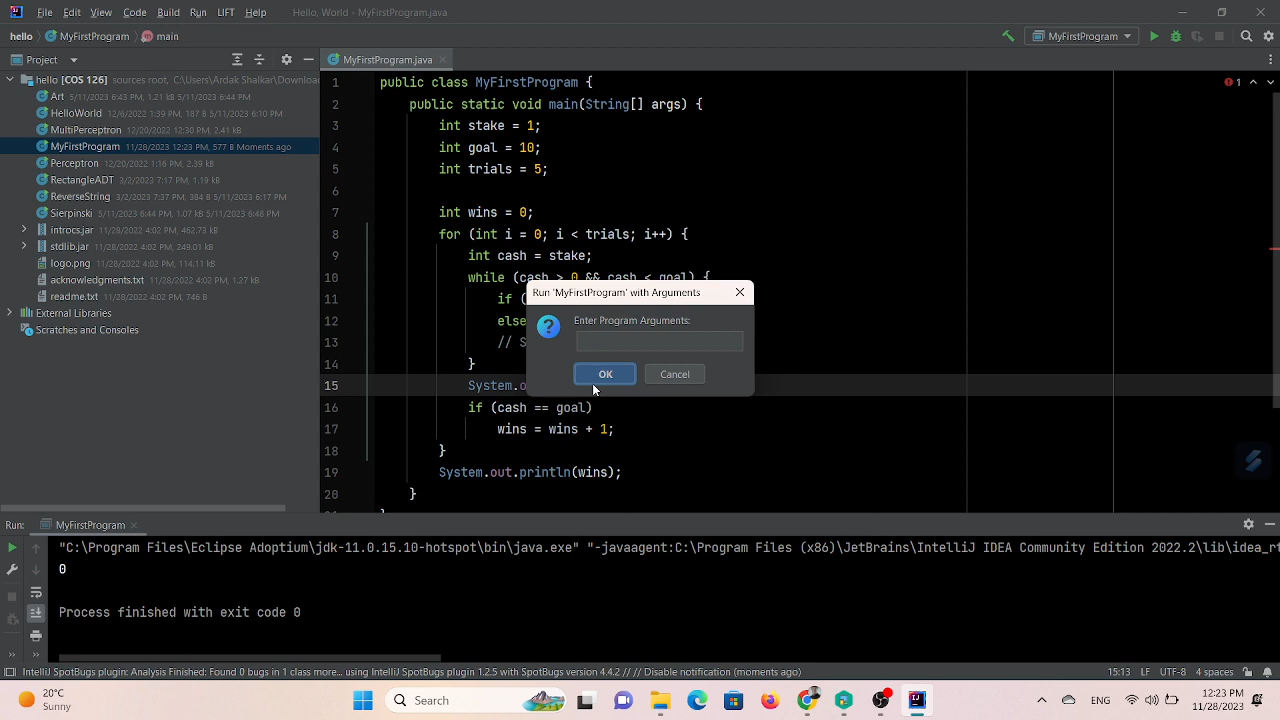 File Edit View Code Build Run LIFT Help Hello, World - MyFirstProgram.java
hello MyFirstProgram main MyFirstProgram
Project
MyFirstProgram.java
hello [COS 126] sources root, C:\Users\Ardak Shalkar\Downloa
Art 5/11/2023 6:43 PM, 1.21 kB 5/11/2023 6:44 PM
HelloWorld 12/6/2022 1:39 PM, 187 B 5/11/2023 6:10 PM
MultiPerceptron 12/20/2022 12:30 PM, 2.41 kB
MyFirstProgram 11/28/2023 12:23 PM, 577 B Moments ago
Perceptron 12/20/2022 1:16 PM, 2.39 kB
RectangleADT 3/2/2023 7:17 PM, 1.19 kB
ReverseString 3/2/2023 7:37 PM, 384 B 5/11/2023 6:17 PM
Sierpinski 5/11/2023 6:44 PM, 1.07 kB 5/11/2023 6:46 PM
introcs.jar 11/28/2022 4:02 PM, 462.73 kB
stdlib.jar 11/28/2022 4:02 PM, 249.01 kB
logo.png 11/28/2022 4:02 PM, 114.11 kB
acknowledgments.txt 11/28/2022 4:02 PM, 1.27 kB
readme.txt 11/28/2022 4:02 PM, 746 B
External Libraries
Scratches and Consoles
1 public class MyFirstProgram {
1
2 public static void main(String[] args) {
3 int stake = 1;
4 int goal = 10;
5 int trials = 5;
6
7 int wins = 0;
8 for (int i = 0; i < trials; i++) {
9 int cash = stake;
10 while (cash > 0 && cash < goal) {
11 if (
12 else
13 // S
14 }
15 System.o
16 if (cash == goal)
17 wins = wins + 1;
18 }
19 System.out.println(wins);
20 }
Run 'MyFirstProgram' with Arguments
Enter Program Arguments:
OK Cancel
Run: MyFirstProgram
"C:\Program Files\Eclipse Adoptium\jdk-11.0.15.10-hotspot\bin\java.exe" "-javaagent:C:\Program Files (x86)\JetBrains\IntelliJ IDEA Community Edition 2022.2\lib\idea_rt
0
Process finished with exit code 0
IntelliJ SpotBugs plugin: Analysis Finished: Found 0 bugs in 1 class more... using IntelliJ SpotBugs plugin 1.2.5 with SpotBugs version 4.4.2 // // Disable notification (moments ago) 15:13 LF UTF-8 4 spaces
20°C
Sunny
Search
ENG
12:23 PM
11/28/2023